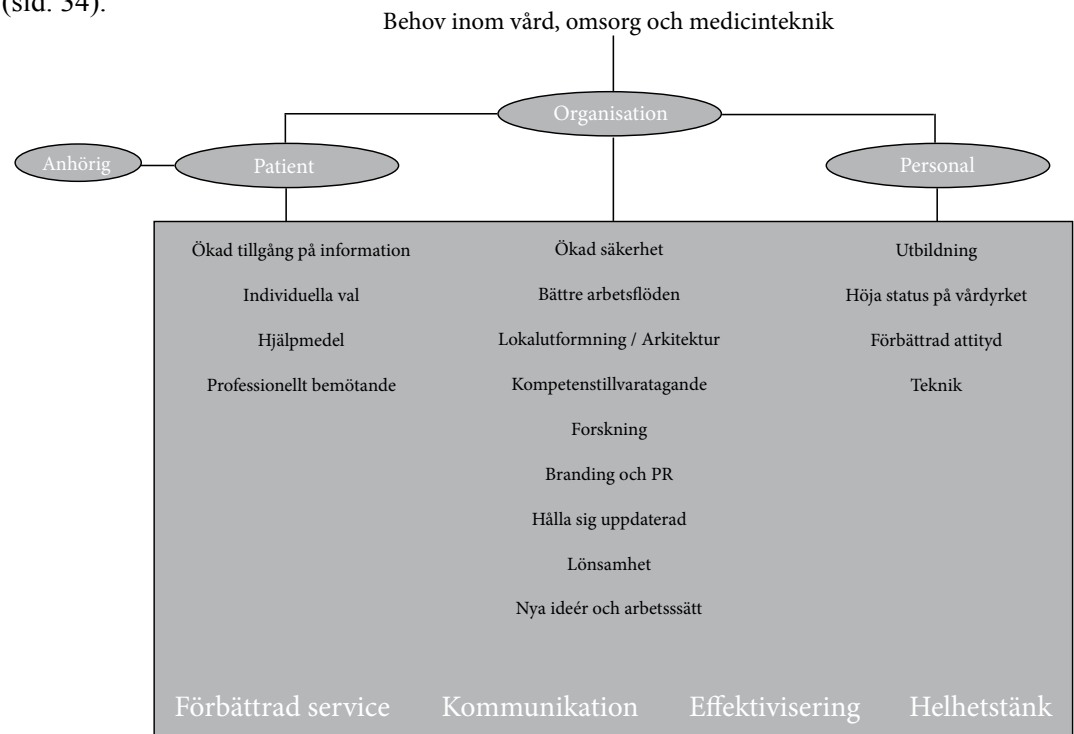 (sid. 34).
Behov inom vård, omsorg och medicinteknik
Organisation
Anhörig
Patient
Personal
Ökad tillgång på information
Individuella val
Hjälpmedel
Professionellt bemötande
Ökad säkerhet
Bättre arbetsflöden
Lokalutformning / Arkitektur
Kompetenstillvaratagande
Forskning
Branding och PR
Hålla sig uppdaterad
Lönsamhet
Nya ideér och arbetsssätt
Utbildning
Höja status på vårdyrket
Förbättrad attityd
Teknik
Förbättrad service Kommunikation Effektivisering Helhetstänk